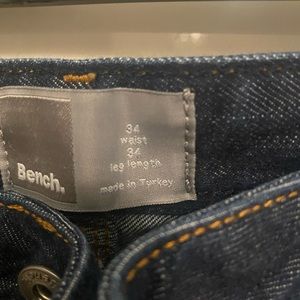 Bench.
34
waist
34
leg length
made in Turkey